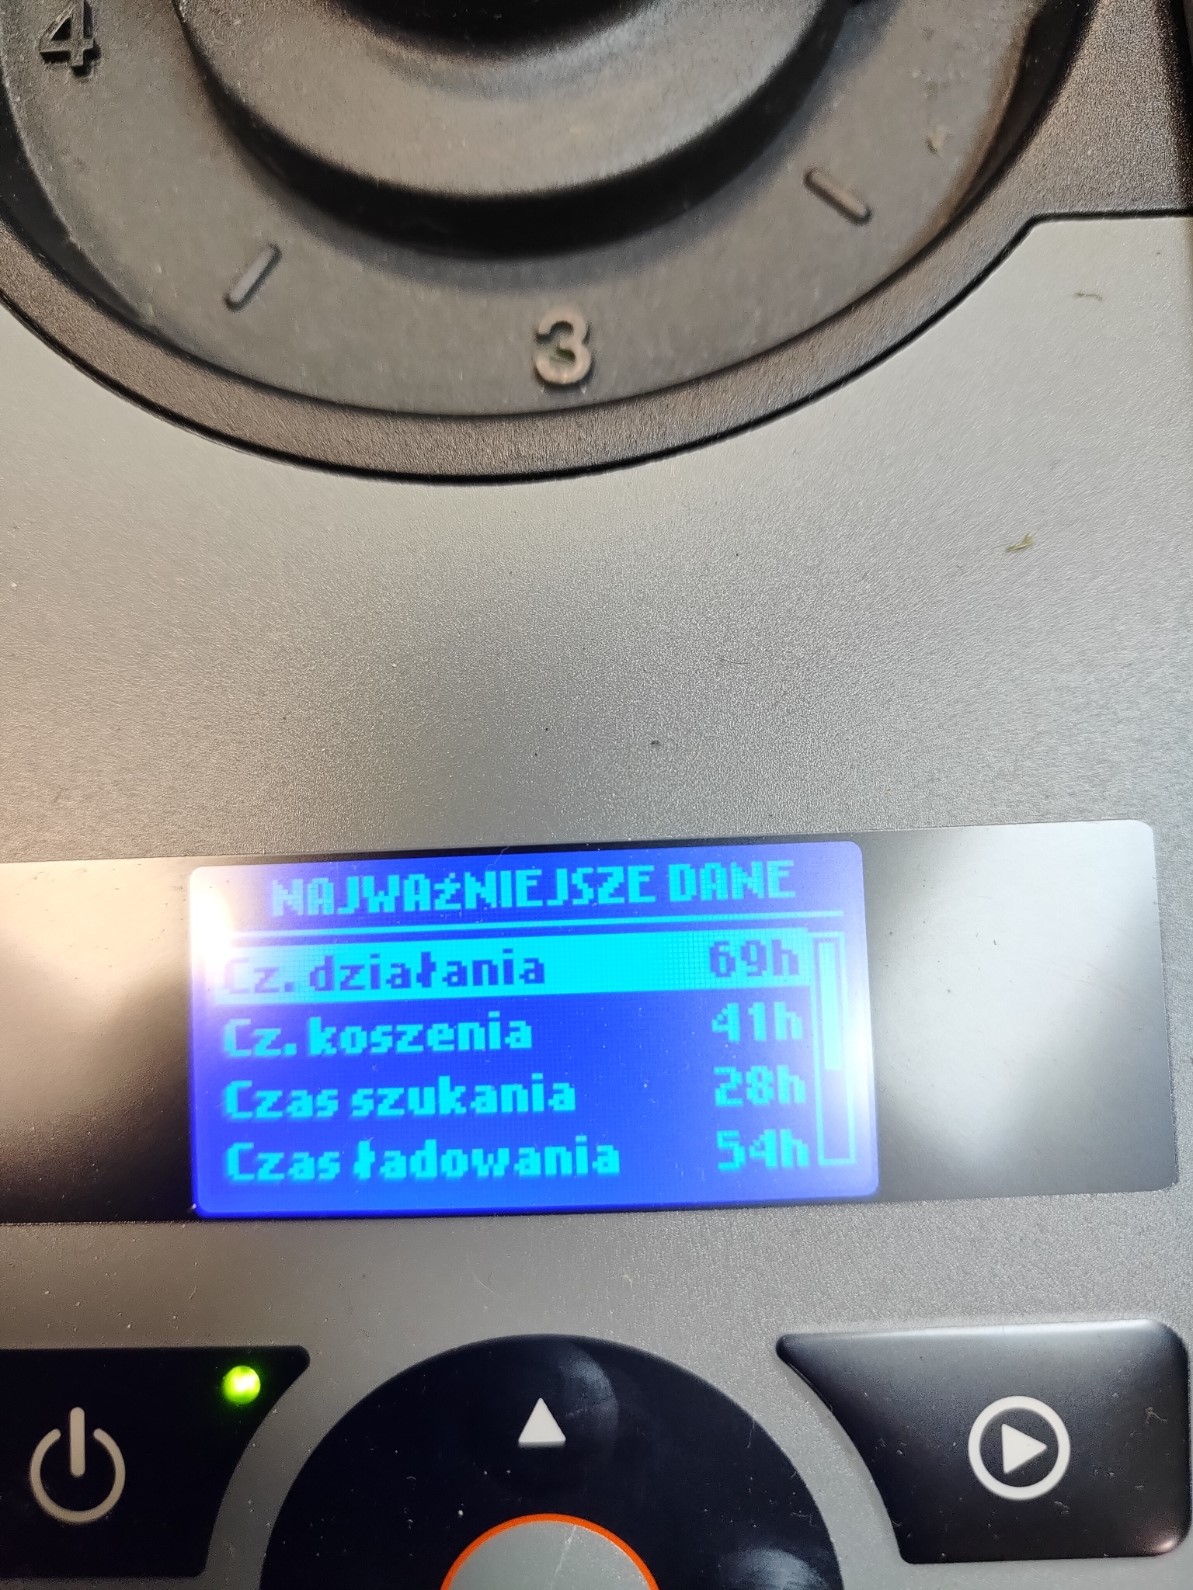 4
3
NAJWAżNIEJSZE DANE
Cz. działania 69h
Cz. koszenia 41h
Czas szukania 28h
Czas ładowania 54h